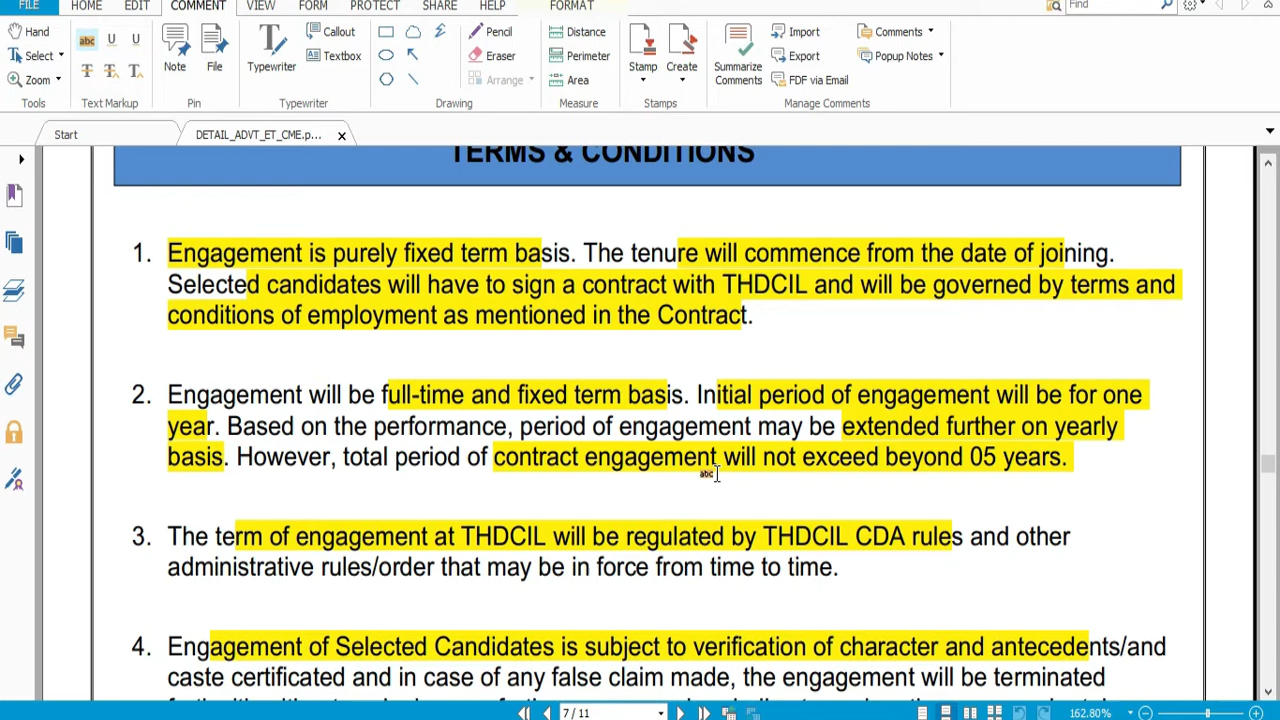 FILE HOME EDIT COMMENT VIEW FORM PROTECT SHARE HELP FORMAT Find
Hand abc U U Callout Pencil Distance Import Comments
Select Note File Typewriter Textbox Eraser Perimeter Stamp Create Summarize Comments Export Popup Notes
Zoom T T T Arrange Area FDF via Email
Tools Text Markup Pin Typewriter Drawing Measure Stamps Manage Comments
Start DETAIL_ADVT_ET_CME.p... x
TERMS & CONDITIONS
1. Engagement is purely fixed term basis. The tenure will commence from the date of joining.
Selected candidates will have to sign a contract with THDCIL and will be governed by terms and
conditions of employment as mentioned in the Contract.
2. Engagement will be full-time and fixed term basis. Initial period of engagement will be for one
year. Based on the performance, period of engagement may be extended further on yearly
basis. However, total period of contract engagement will not exceed beyond 05 years.
abc
3. The term of engagement at THDCIL will be regulated by THDCIL CDA rules and other
administrative rules/order that may be in force from time to time.
4. Engagement of Selected Candidates is subject to verification of character and antecedents/and
caste certificated and in case of any false claim made, the engagement will be terminated
7 / 11 162.80%